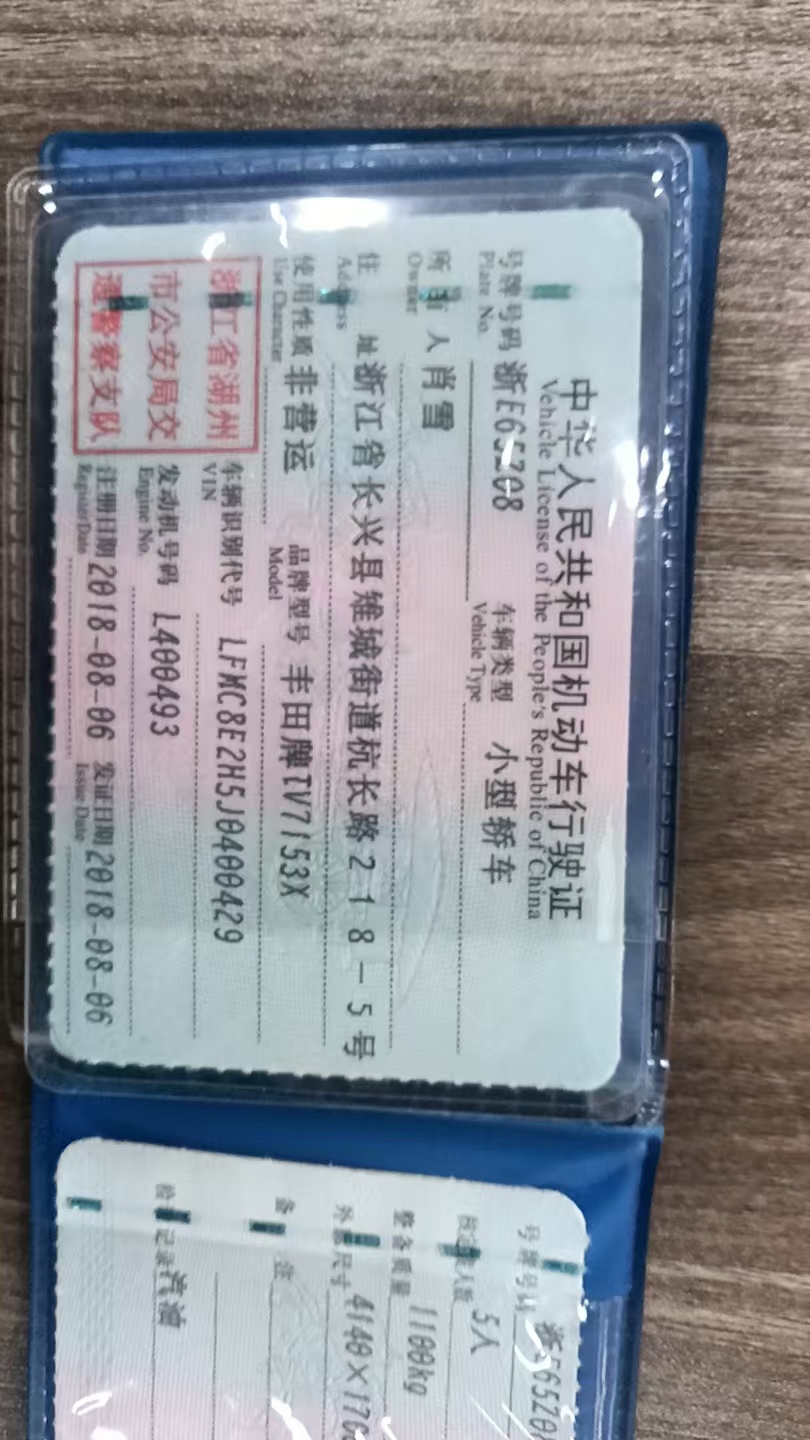 中华人民共和国机动车行驶证
Vehicle License of the People's Republic of China
号牌号码 浙E65Z08 车辆类型 小型轿车
Plate No. Vehicle Type
所有人 肖雪
Owner
住址 浙江省长兴县雉城街道杭长路218-5号
Address
使用性质 非营运 品牌型号 丰田牌TV7153X
Use Character Model
浙江省湖州
市公安局交
通警察支队
车辆识别代号 LFMC8E2H5J0400429
VIN
发动机号码 L400493
Engine No.
注册日期 2018-08-06 发证日期 2018-08-06
Register Date Issue Date
号牌号码 浙E65Z0
核定载人数 5人
整备质量 1100kg
外廓尺寸 4140×170
备注
检验记录 汽油